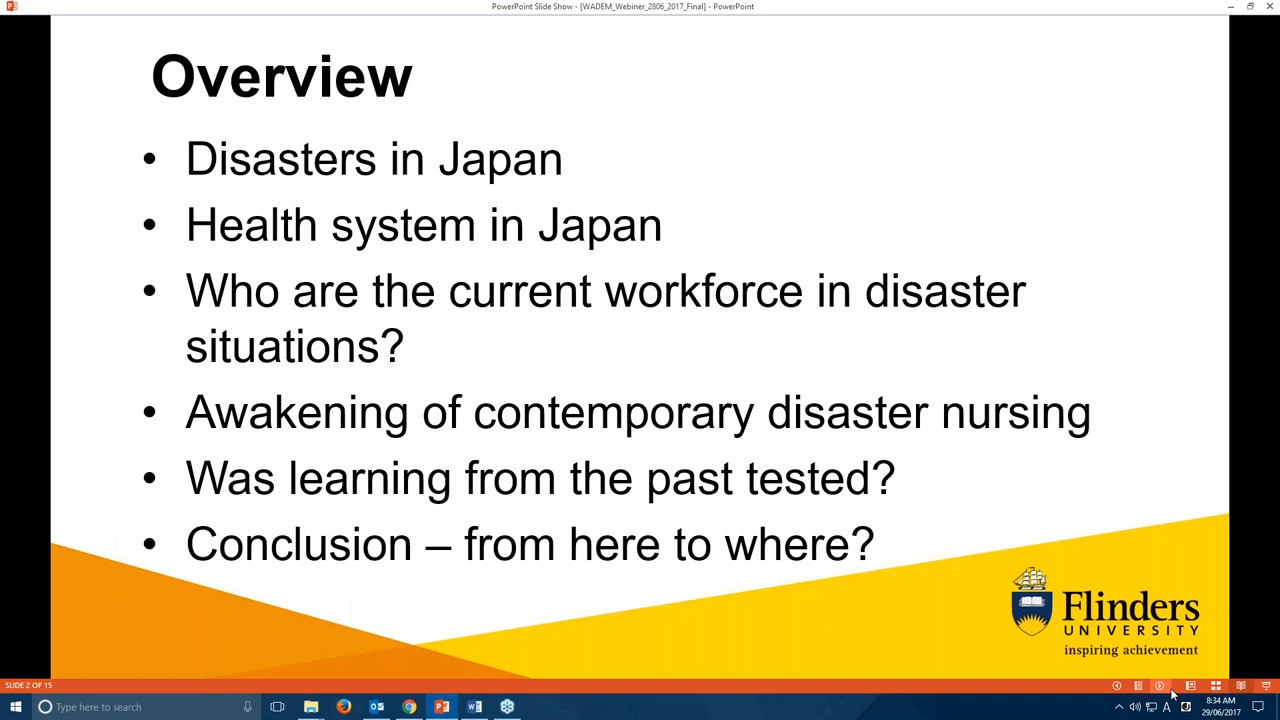 PowerPoint Slide Show - [WADEM_Webiner_2806_2017_Final] - PowerPoint
Overview
• Disasters in Japan
• Health system in Japan
• Who are the current workforce in disaster
situations?
• Awakening of contemporary disaster nursing
• Was learning from the past tested?
• Conclusion – from here to where?
Flinders
UNIVERSITY
inspiring achievement
SLIDE 2 OF 15
Type here to search
A
8:34 AM
29/06/2017